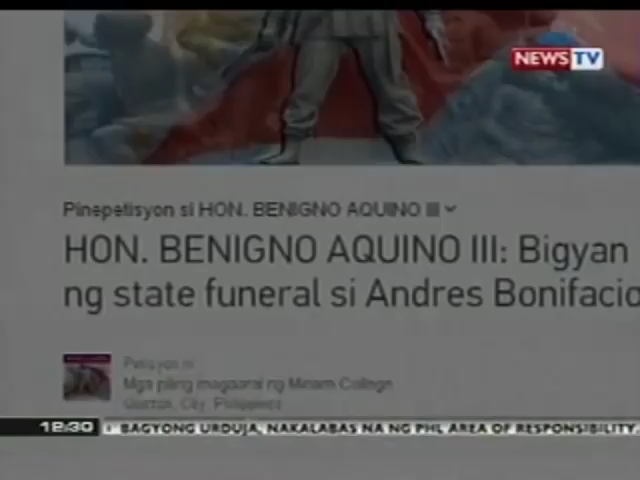 NEWS TV
Pinepetisyon si HON. BENIGNO AQUINO III
HON. BENIGNO AQUINO III: Bigyan
ng state funeral si Andres Bonifacio
Petisyon ni
Mga piling magaaral ng Miriam College
Quezon, City, Philippines
18:30 BAGYONG URDUJA, NAKALABAS NA NG PHL AREA OF RESPONSIBILITY